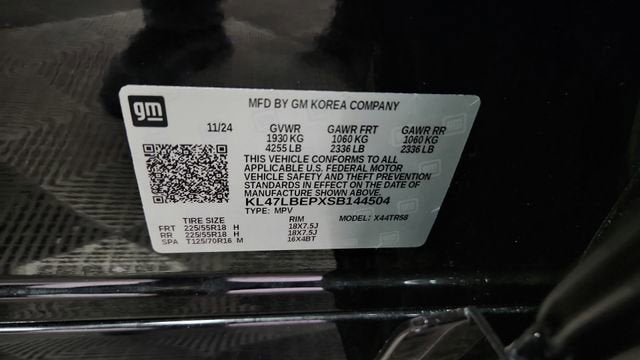 gm
MFD BY GM KOREA COMPANY
11/24 GVWR GAWR FRT GAWR RR
1930 KG 1060 KG 1060 KG
4255 LB 2336 LB 2336 LB
THIS VEHICLE CONFORMS TO ALL
APPLICABLE U.S. FEDERAL MOTOR
VEHICLE SAFETY AND THEFT PREVENTION
STANDARDS IN EFFECT ON THE DATE OF
MANUFACTURE SHOWN ABOVE.
KL47LBEPXSB144504
TYPE: MPV MODEL: X44TR58
TIRE SIZE RIM
FRT 225/55R18 H 18X7.5J
RR 225/55R18 H 18X7.5J
SPA T125/70R16 M 16X4BT